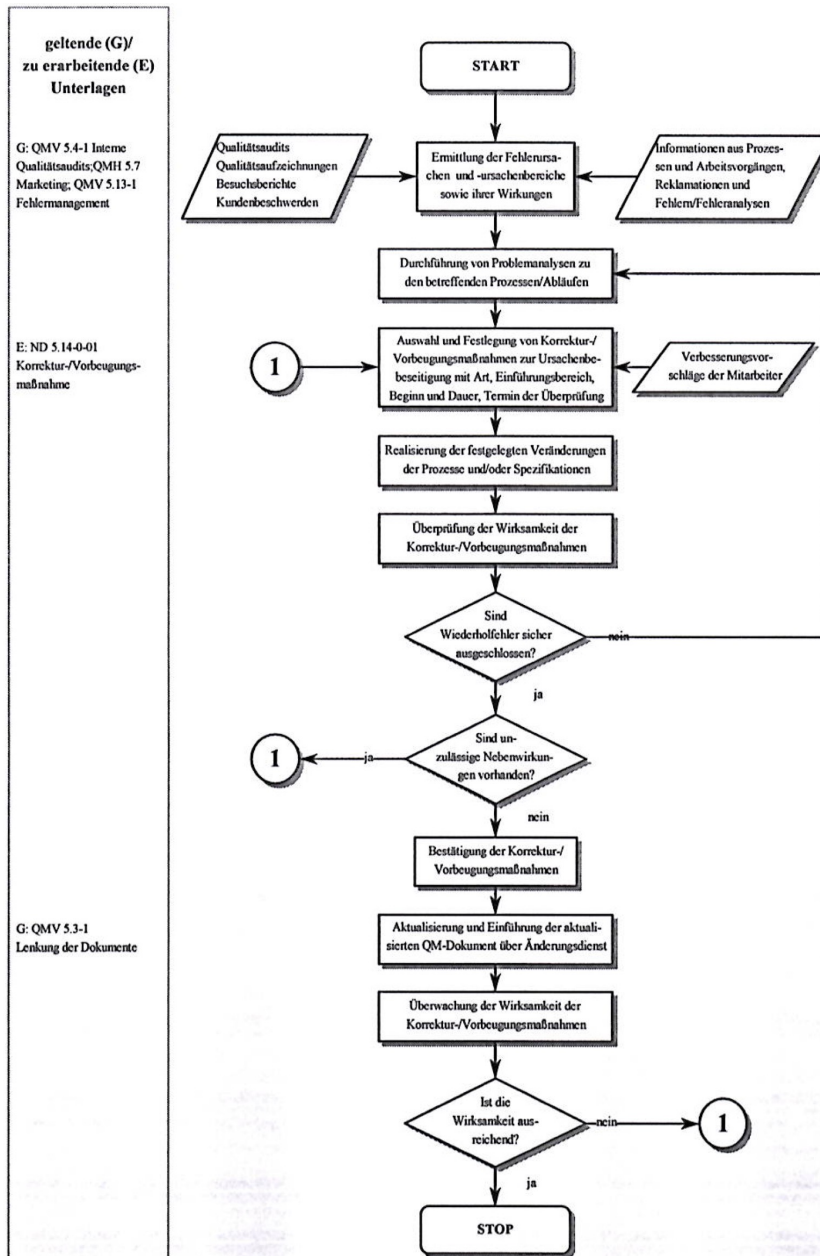 geltende (G)/
zu erarbeitende (E)
Unterlagen
START
G: QMV 5.4-1 Interne
Qualitätsaudits;QMH 5.7
Marketing; QMV 5.13-1
Fehlermanagement
Qualitätsaudits
Qualitätsaufzeichnungen
Besuchsberichte
Kundenbeschwerden
Ermittlung der Fehlerursa-
chen und -ursachenbereiche
sowie ihrer Wirkungen
Informationen aus Prozes-
sen und Arbeitsvorgängen,
Reklamationen und
Fehlern/Fehleranalysen
Durchführung von Problemanalysen zu
den betreffenden Prozessen/Abläufen
E: ND 5.14-0-01
Korrektur-/Vorbeugungs-
maßnahme
1
Auswahl und Festlegung von Korrektur-/
Vorbeugungsmaßnahmen zur Ursachenbe-
beseitigung mit Art, Einführungsbereich,
Beginn und Dauer, Termin der Überprüfung
Verbesserungsvor-
schläge der Mitarbeiter
Realisierung der festgelegten Veränderungen
der Prozesse und/oder Spezifikationen
Überprüfung der Wirksamkeit der
Korrektur-/Vorbeugungsmaßnahmen
Sind
Wiederholfehler sicher
ausgeschlossen?
nein
ja
Sind un-
zulässige Nebenwirkun-
gen vorhanden?
ja
1
nein
Bestätigung der Korrektur-/
Vorbeugungsmaßnahmen
G: QMV 5.3-1
Lenkung der Dokumente
Aktualisierung und Einführung der aktuali-
sierten QM-Dokument über Änderungsdienst
Überwachung der Wirksamkeit der
Korrektur-/Vorbeugungsmaßnahmen
Ist die
Wirksamkeit aus-
reichend?
nein
1
ja
STOP